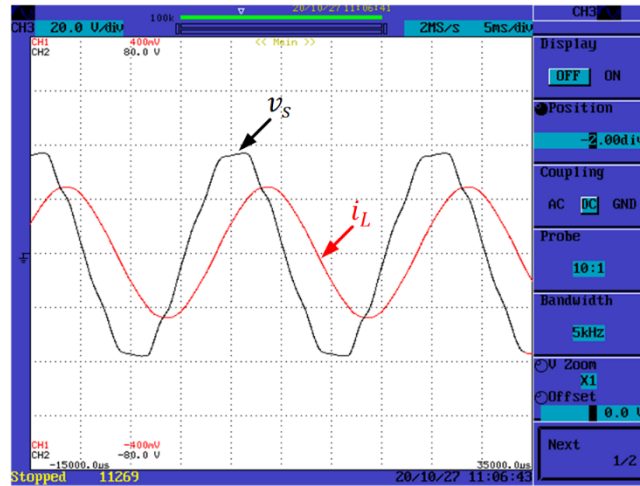 20/10/27 11:06:41
100k
CH3 20.0 V/div 2MS/s 5ms/div
CH1 400mV << Main >>
CH2 80.0 V
v_s
i_L
CH1 -400mV
CH2 -80.0 V
-15000.0µs 35000.0µs
Stopped 11269 20/10/27 11:06:43
CH3
Display
OFF ON
Position
-2.00div
Coupling
AC DC GND
Probe
10:1
Bandwidth
5kHz
V Zoom
X1
Offset
0.0 V
Next
1/2